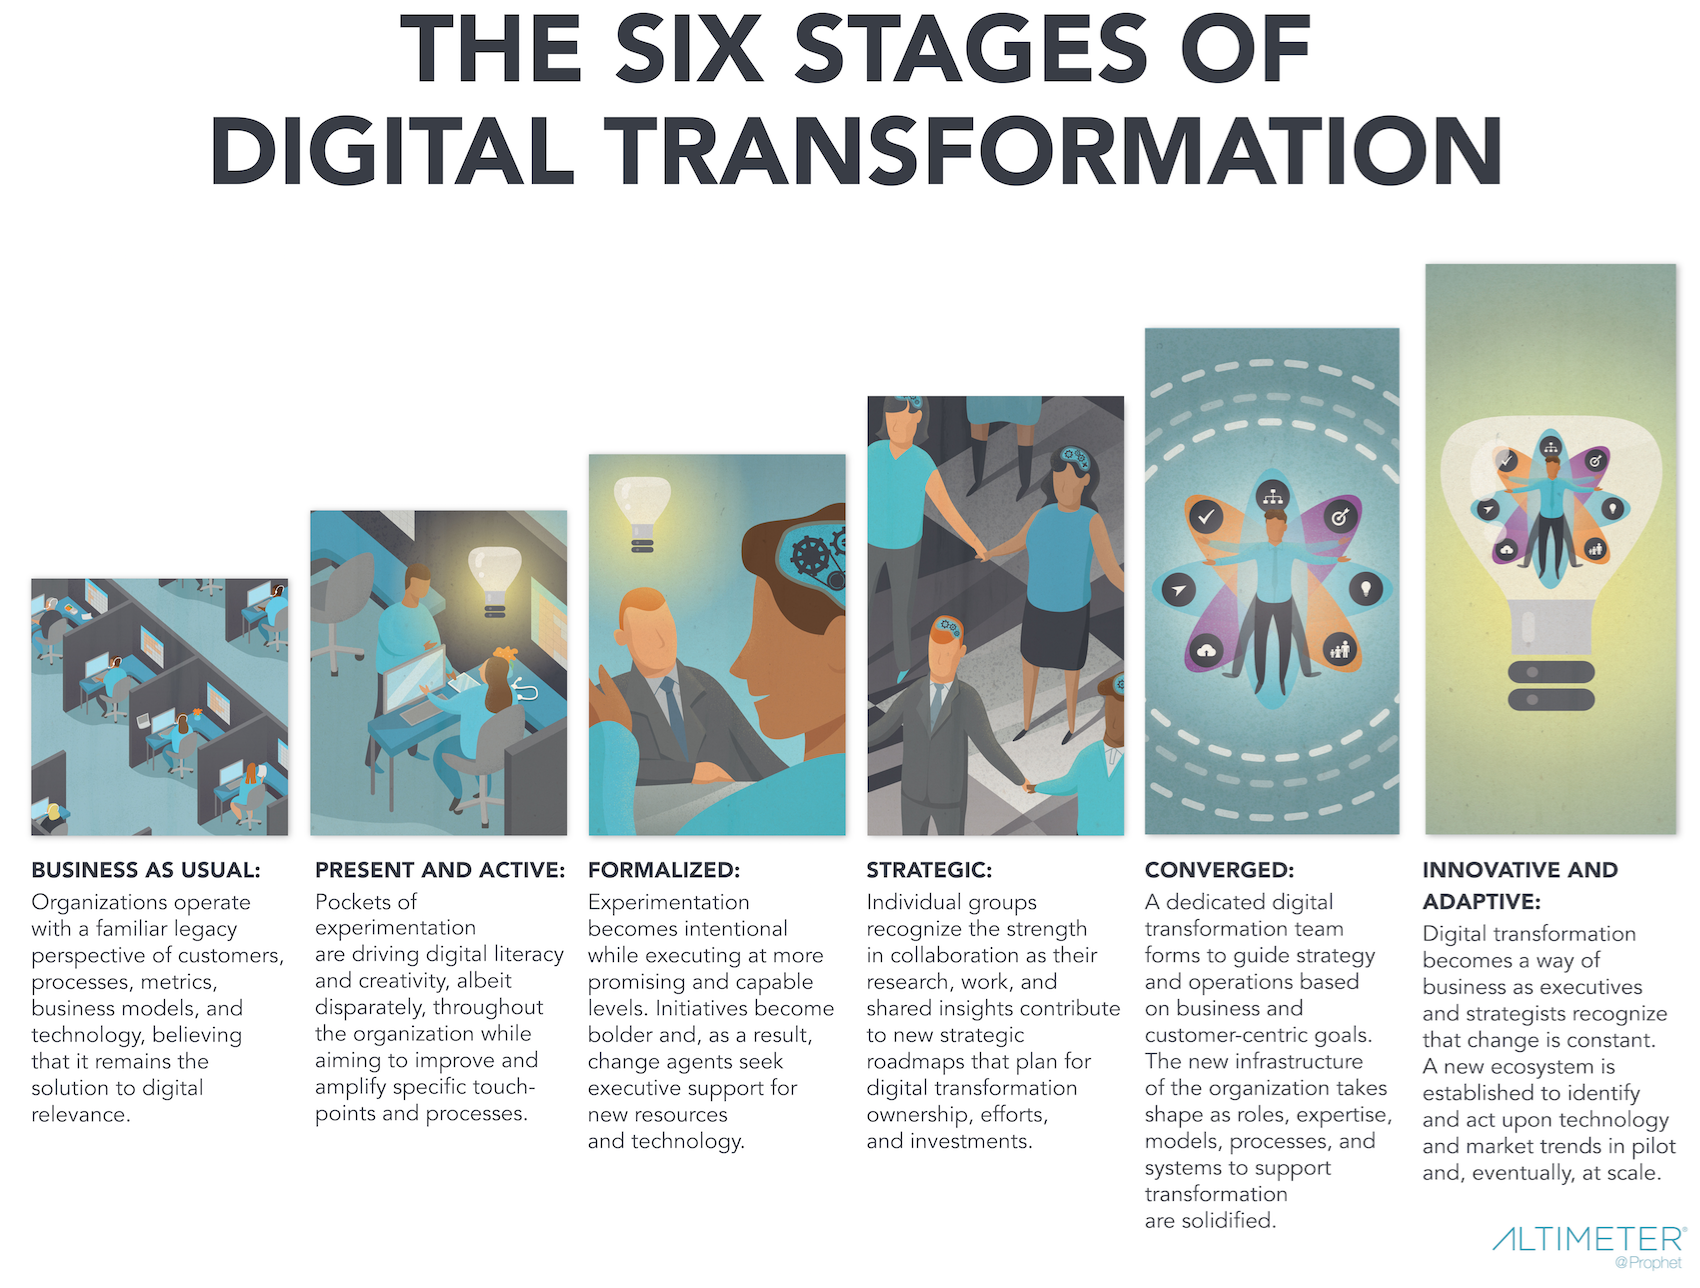 THE SIX STAGES OF
DIGITAL TRANSFORMATION
BUSINESS AS USUAL:
Organizations operate
with a familiar legacy
perspective of customers,
processes, metrics,
business models, and
technology, believing
that it remains the
solution to digital
relevance.
PRESENT AND ACTIVE:
Pockets of
experimentation
are driving digital literacy
and creativity, albeit
disparately, throughout
the organization while
aiming to improve and
amplify specific touch-
points and processes.
FORMALIZED:
Experimentation
becomes intentional
while executing at more
promising and capable
levels. Initiatives become
bolder and, as a result,
change agents seek
executive support for
new resources
and technology.
STRATEGIC:
Individual groups
recognize the strength
in collaboration as their
research, work, and
shared insights contribute
to new strategic
roadmaps that plan for
digital transformation
ownership, efforts,
and investments.
CONVERGED:
A dedicated digital
transformation team
forms to guide strategy
and operations based
on business and
customer-centric goals.
The new infrastructure
of the organization takes
shape as roles, expertise,
models, processes, and
systems to support
transformation
are solidified.
INNOVATIVE AND
ADAPTIVE:
Digital transformation
becomes a way of
business as executives
and strategists recognize
that change is constant.
A new ecosystem is
established to identify
and act upon technology
and market trends in pilot
and, eventually, at scale.
ALTIMETER®
@Prophet